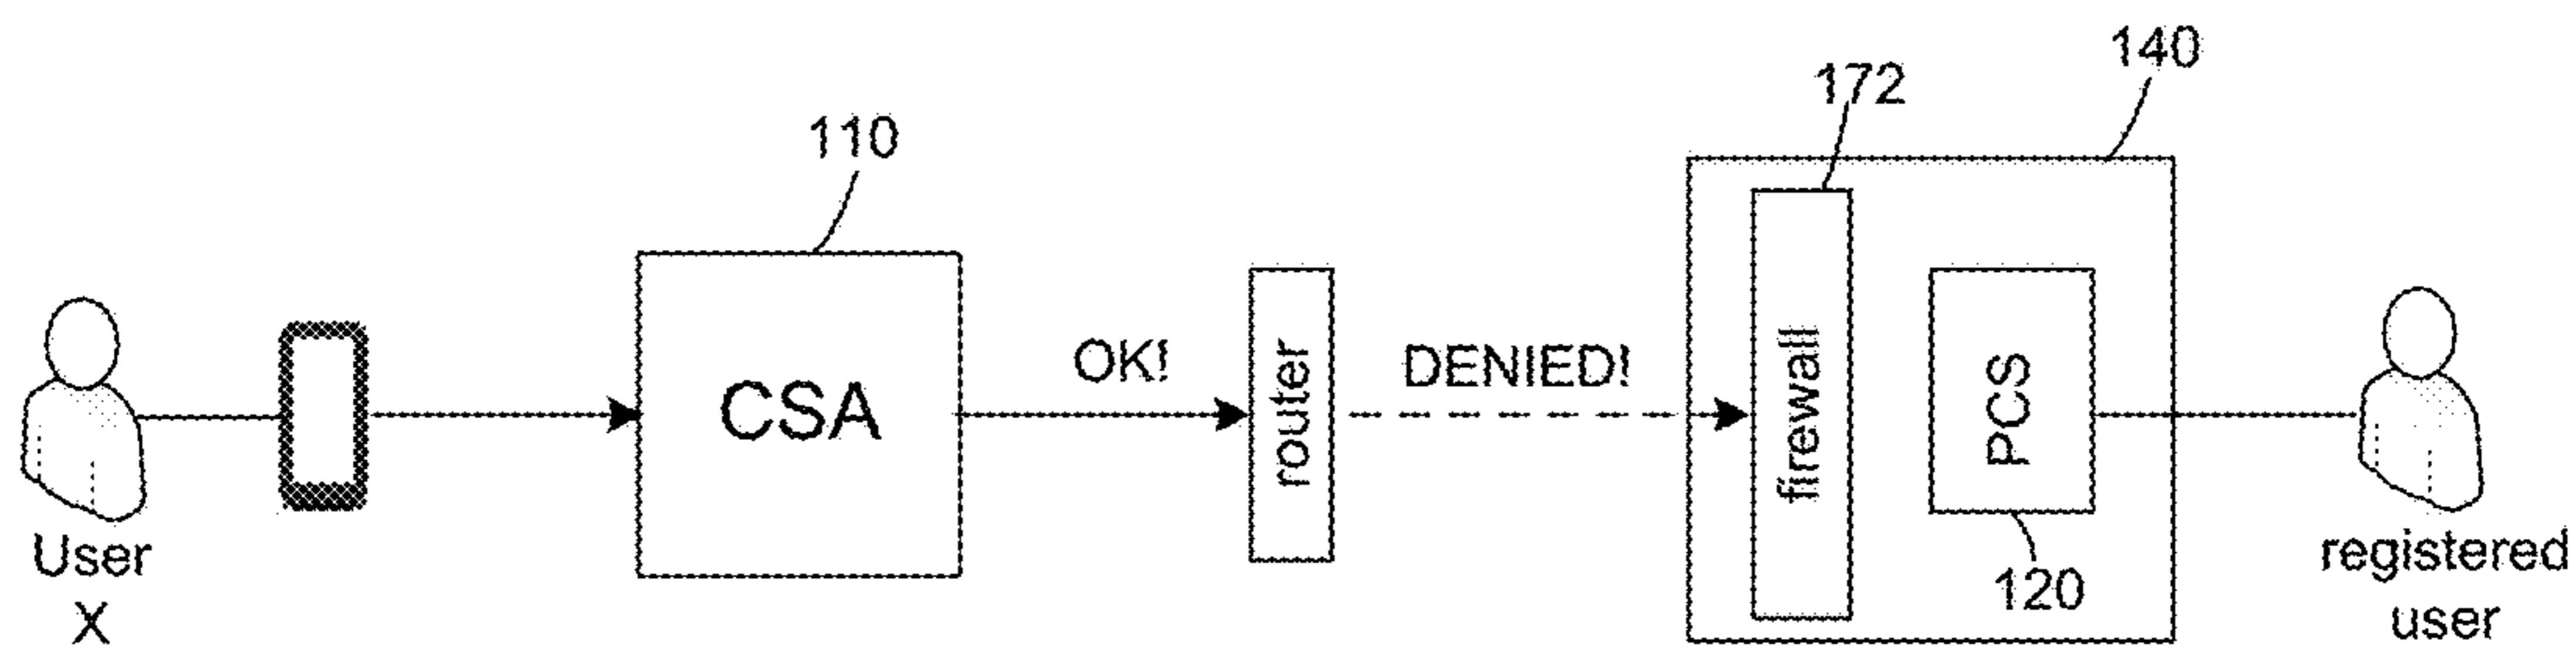 140
172
110
OK!
DENIED!
CSA
router
firewall
PCS
User
X
120
registered
user